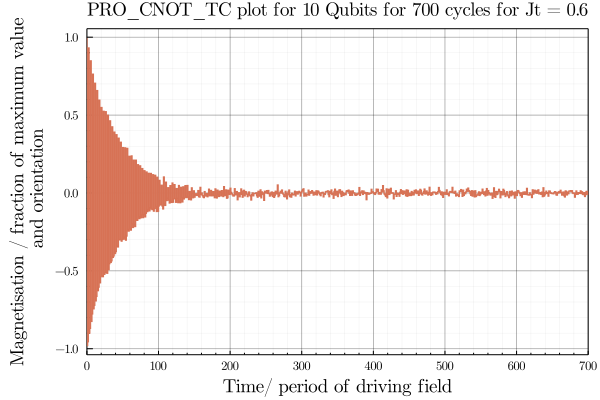 PRO_CNOT_TC plot for 10 Qubits for 700 cycles for Jt = 0.6
Magnetisation / fraction of maximum value
and orientation
1.0
0.5
0.0
−0.5
−1.0
0 100 200 300 400 500 600 700
Time/ period of driving field